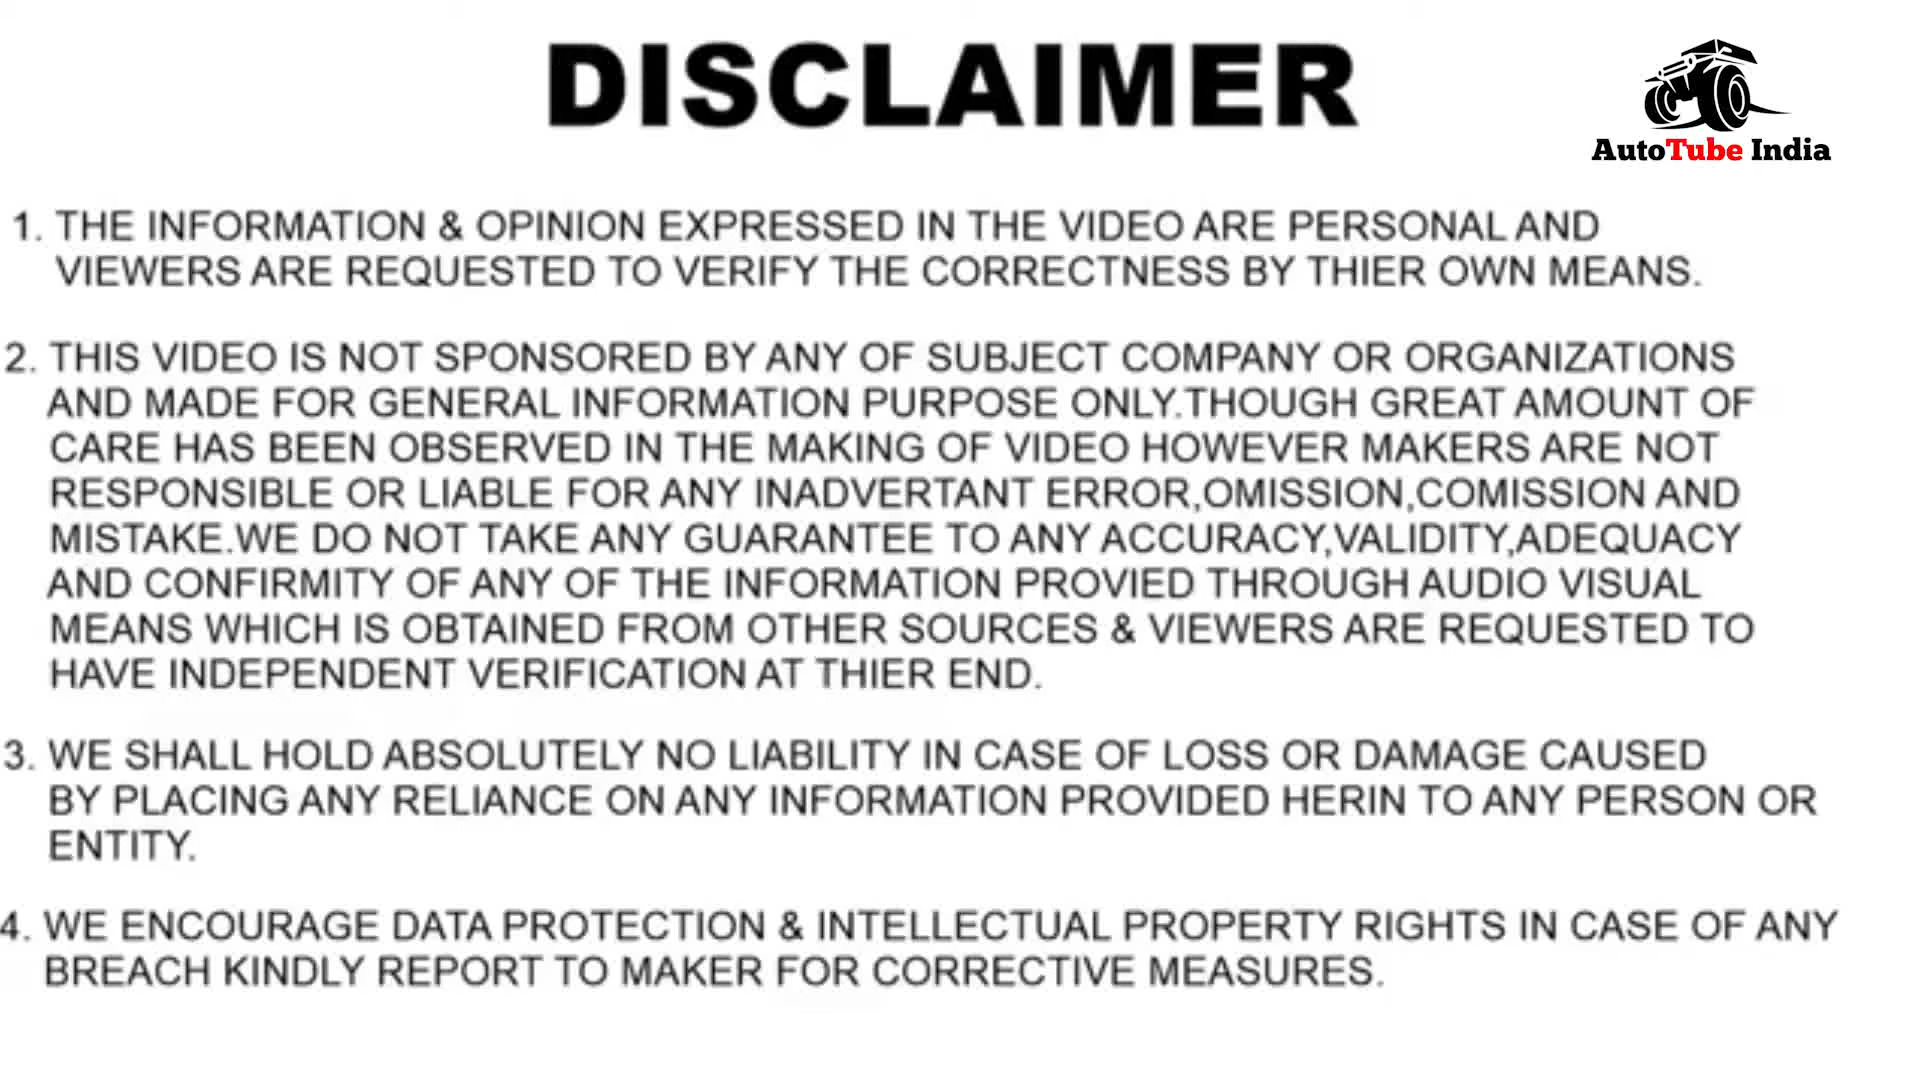 DISCLAIMER
AutoTube India
1. THE INFORMATION & OPINION EXPRESSED IN THE VIDEO ARE PERSONAL AND
VIEWERS ARE REQUESTED TO VERIFY THE CORRECTNESS BY THIER OWN MEANS.
2. THIS VIDEO IS NOT SPONSORED BY ANY OF SUBJECT COMPANY OR ORGANIZATIONS
AND MADE FOR GENERAL INFORMATION PURPOSE ONLY.THOUGH GREAT AMOUNT OF
CARE HAS BEEN OBSERVED IN THE MAKING OF VIDEO HOWEVER MAKERS ARE NOT
RESPONSIBLE OR LIABLE FOR ANY INADVERTANT ERROR,OMISSION,COMISSION AND
MISTAKE.WE DO NOT TAKE ANY GUARANTEE TO ANY ACCURACY,VALIDITY,ADEQUACY
AND CONFIRMITY OF ANY OF THE INFORMATION PROVIED THROUGH AUDIO VISUAL
MEANS WHICH IS OBTAINED FROM OTHER SOURCES & VIEWERS ARE REQUESTED TO
HAVE INDEPENDENT VERIFICATION AT THIER END.
3. WE SHALL HOLD ABSOLUTELY NO LIABILITY IN CASE OF LOSS OR DAMAGE CAUSED
BY PLACING ANY RELIANCE ON ANY INFORMATION PROVIDED HERIN TO ANY PERSON OR
ENTITY.
4. WE ENCOURAGE DATA PROTECTION & INTELLECTUAL PROPERTY RIGHTS IN CASE OF ANY
BREACH KINDLY REPORT TO MAKER FOR CORRECTIVE MEASURES.